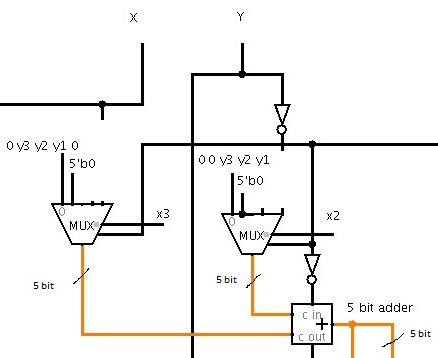 X
Y
0 y3 y2 y1 0
5'b0
0
MUX
x3
5 bit
0 0 y3 y2 y1
5'b0
0
MUX
x2
5 bit
c in
+
c out
5 bit adder
5 bit